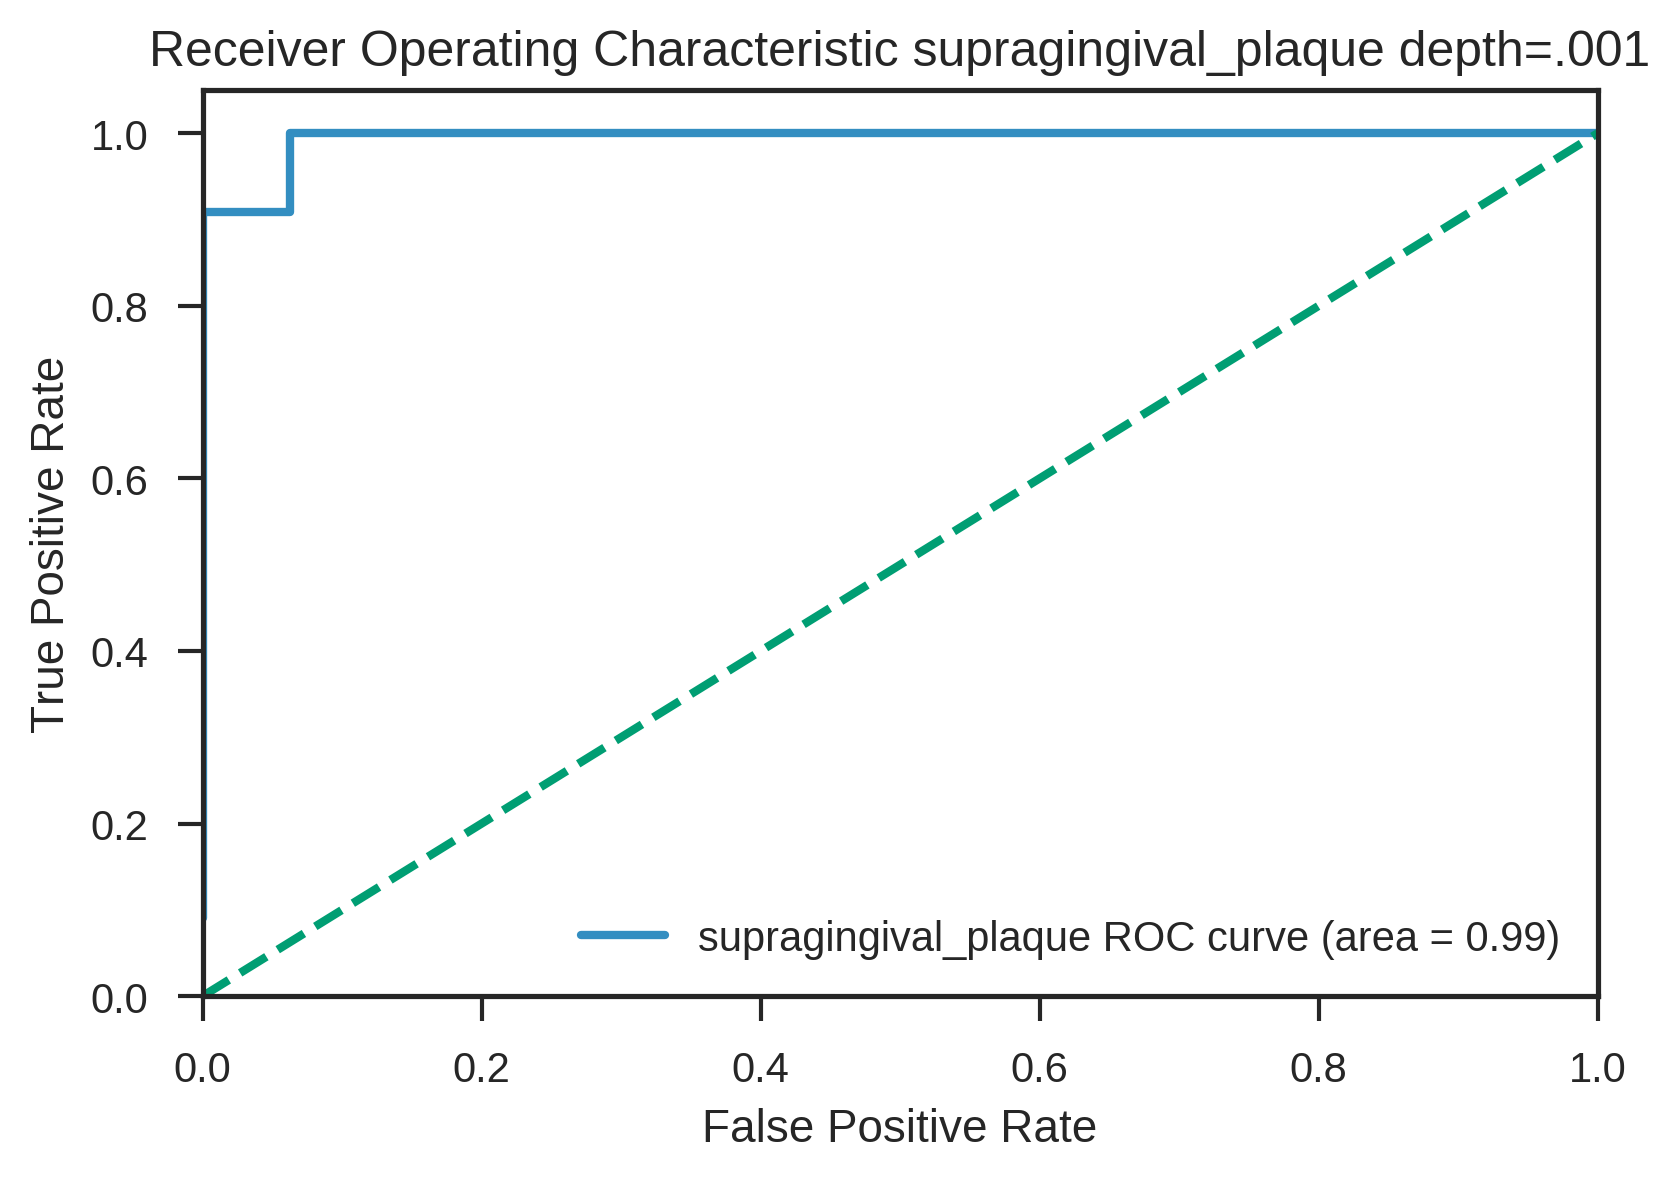 Receiver Operating Characteristic supragingival_plaque depth=.001
True Positive Rate
1.0
0.8
0.6
0.4
0.2
0.0
supragingival_plaque ROC curve (area = 0.99)
0.0 0.2 0.4 0.6 0.8 1.0
False Positive Rate